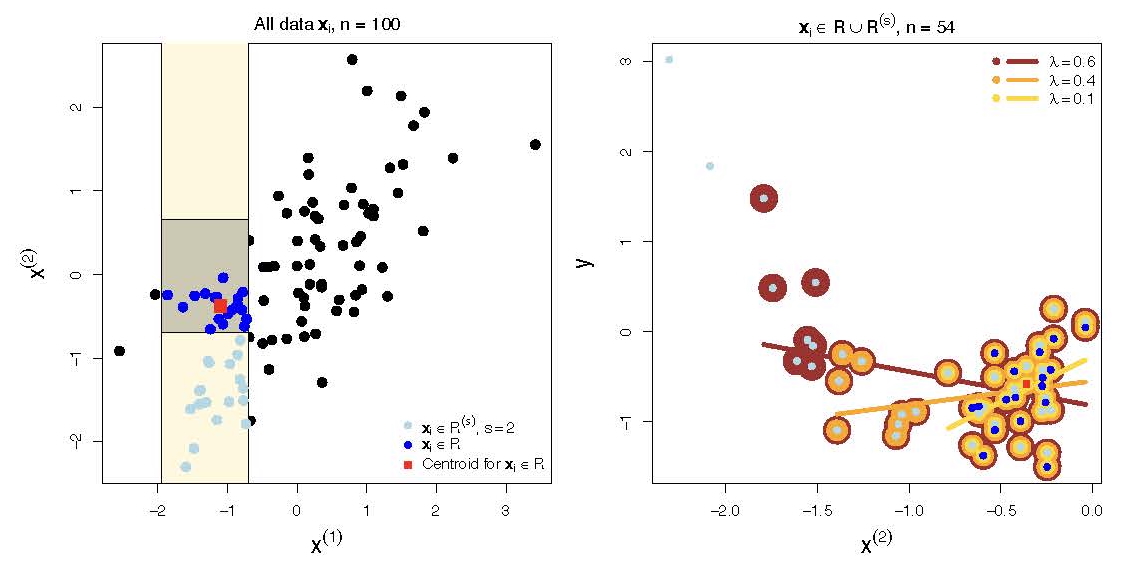 All data xᵢ, n = 100
x⁽²⁾
2
1
0
−1
−2
xᵢ ∈ R⁽ˢ⁾, s = 2
xᵢ ∈ R
Centroid for xᵢ ∈ R
−2 −1 0 1 2 3
x⁽¹⁾
xᵢ ∈ R ∪ R⁽ˢ⁾, n = 54
y
3
2
1
0
−1
λ = 0.6
λ = 0.4
λ = 0.1
−2.0 −1.5 −1.0 −0.5 0.0
x⁽²⁾